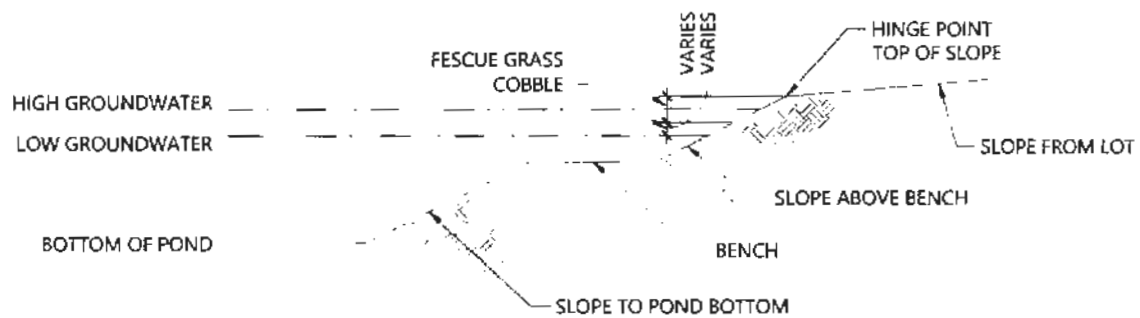 VARIES
VARIES
HINGE POINT
TOP OF SLOPE
FESCUE GRASS
COBBLE
HIGH GROUNDWATER
LOW GROUNDWATER
SLOPE FROM LOT
SLOPE ABOVE BENCH
BOTTOM OF POND
BENCH
SLOPE TO POND BOTTOM